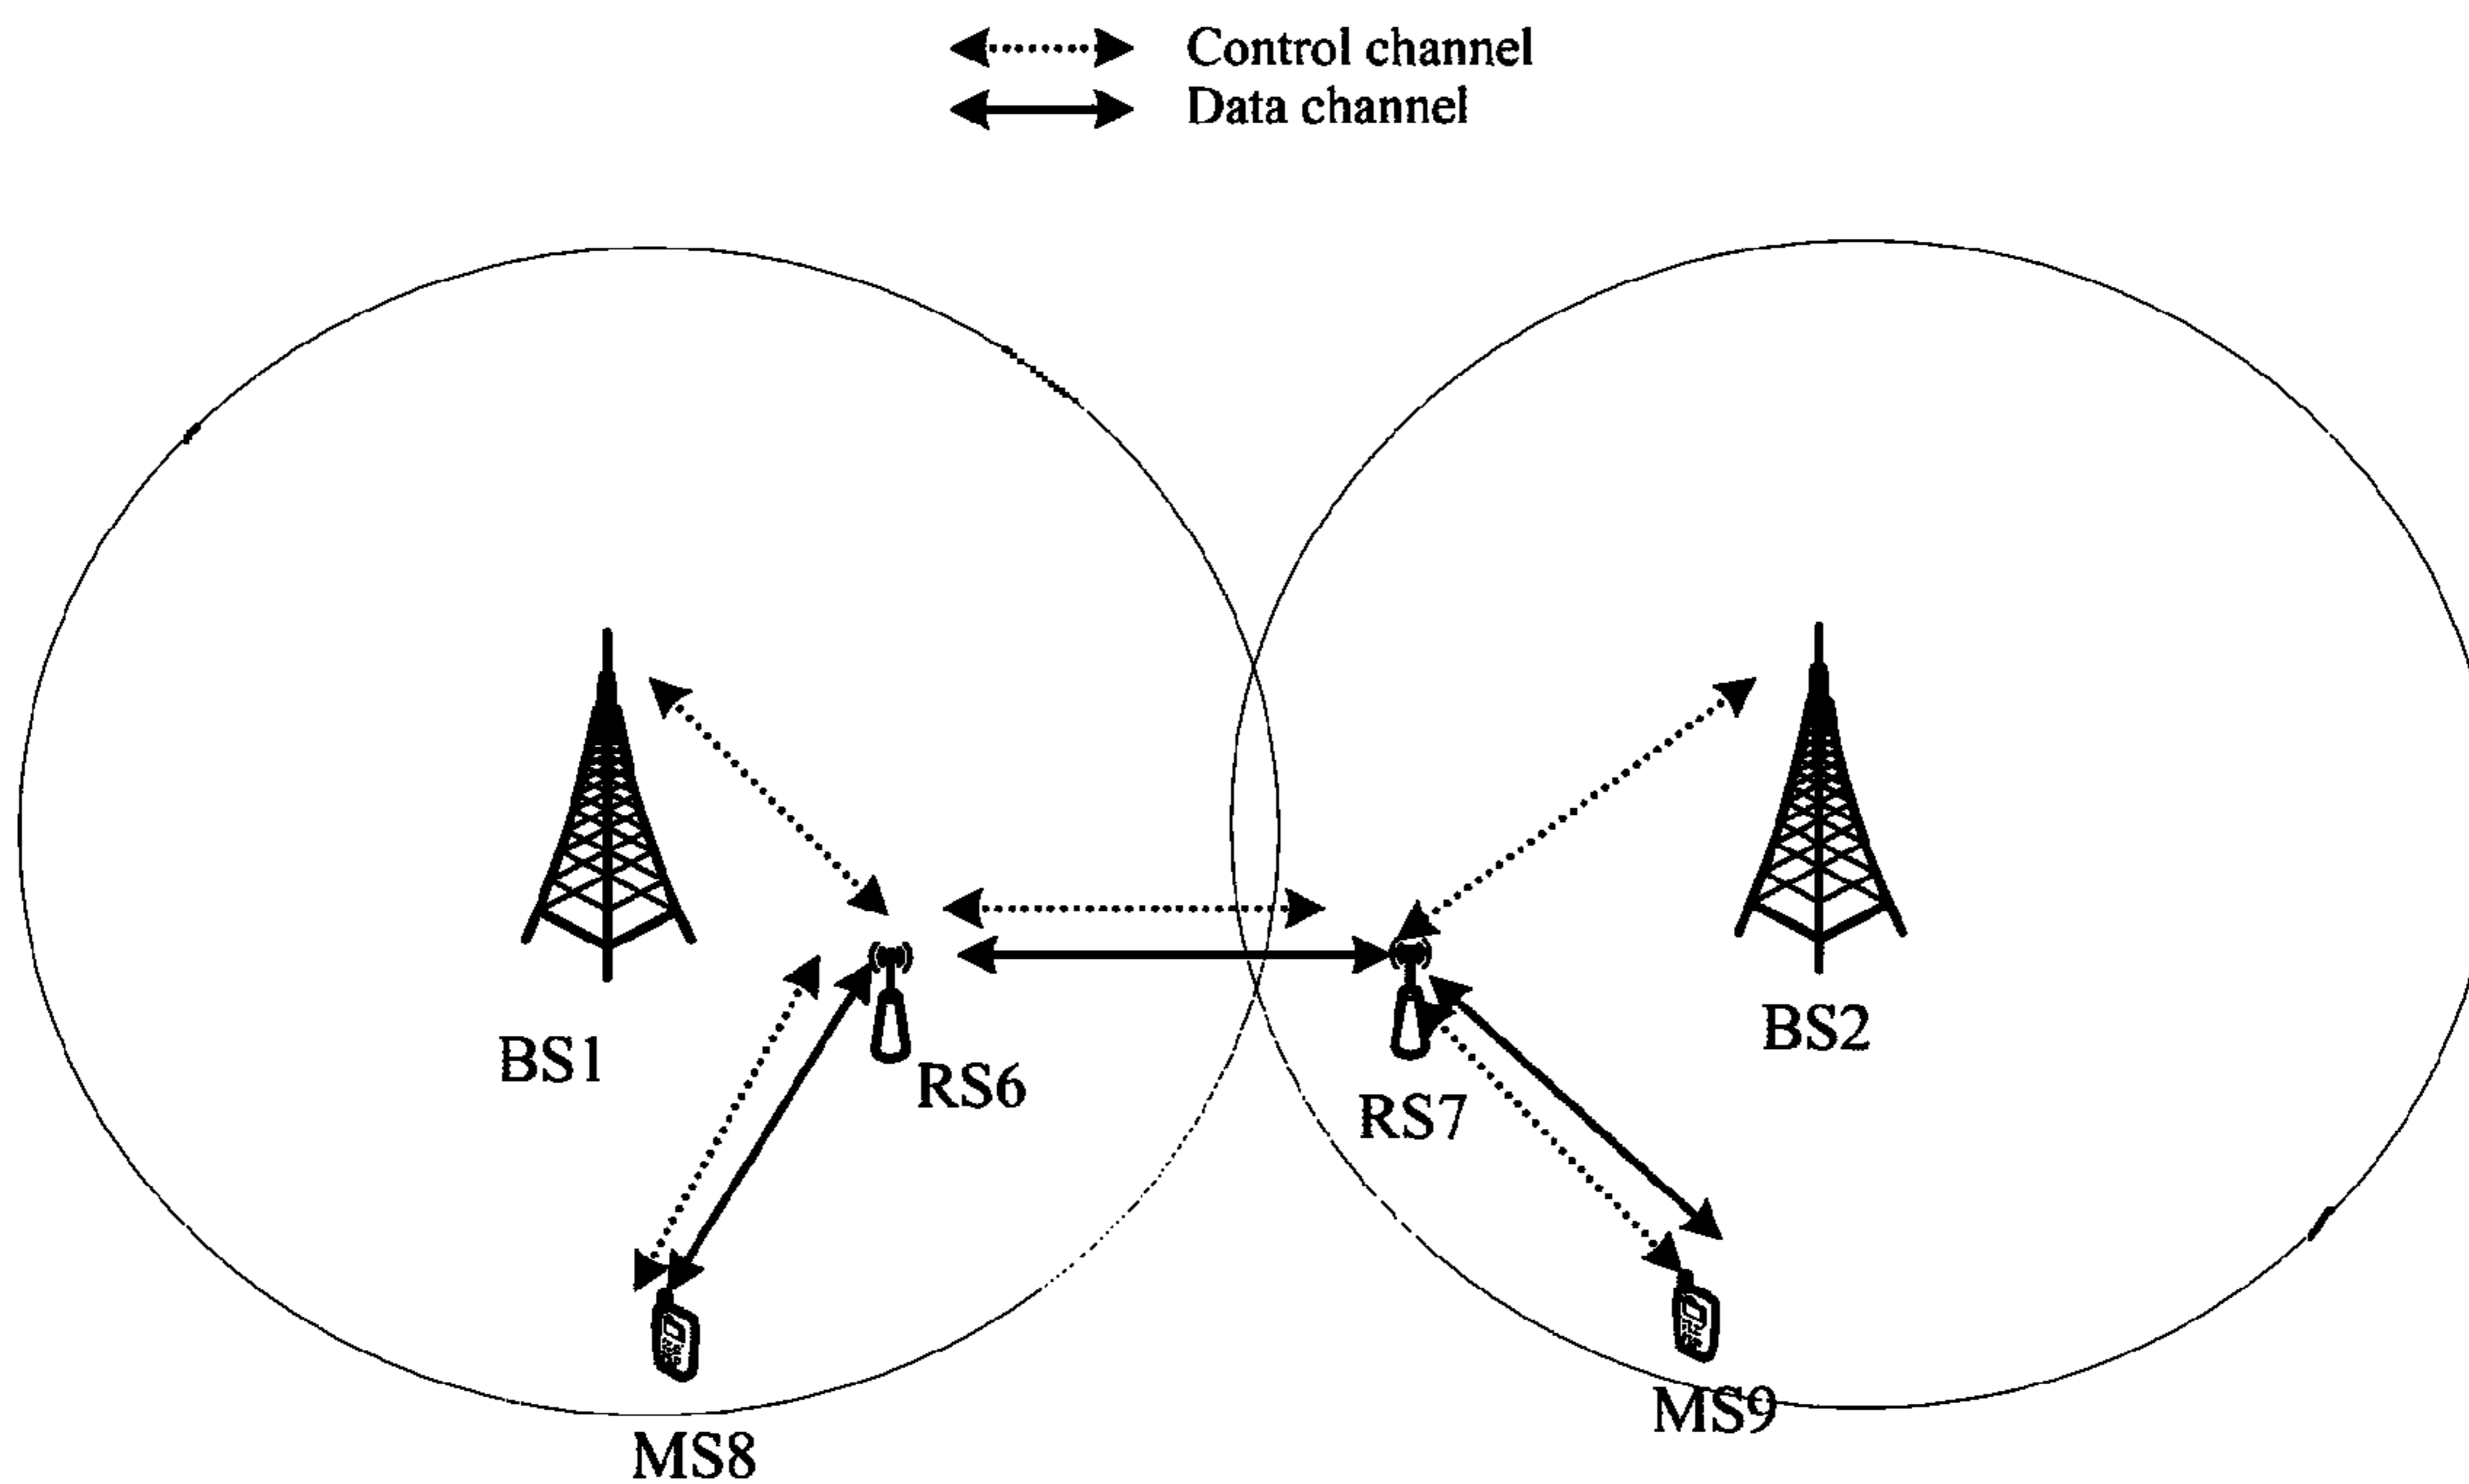 Control channel
Data channel
BS1
RS6
RS7
BS2
MS8
MS9